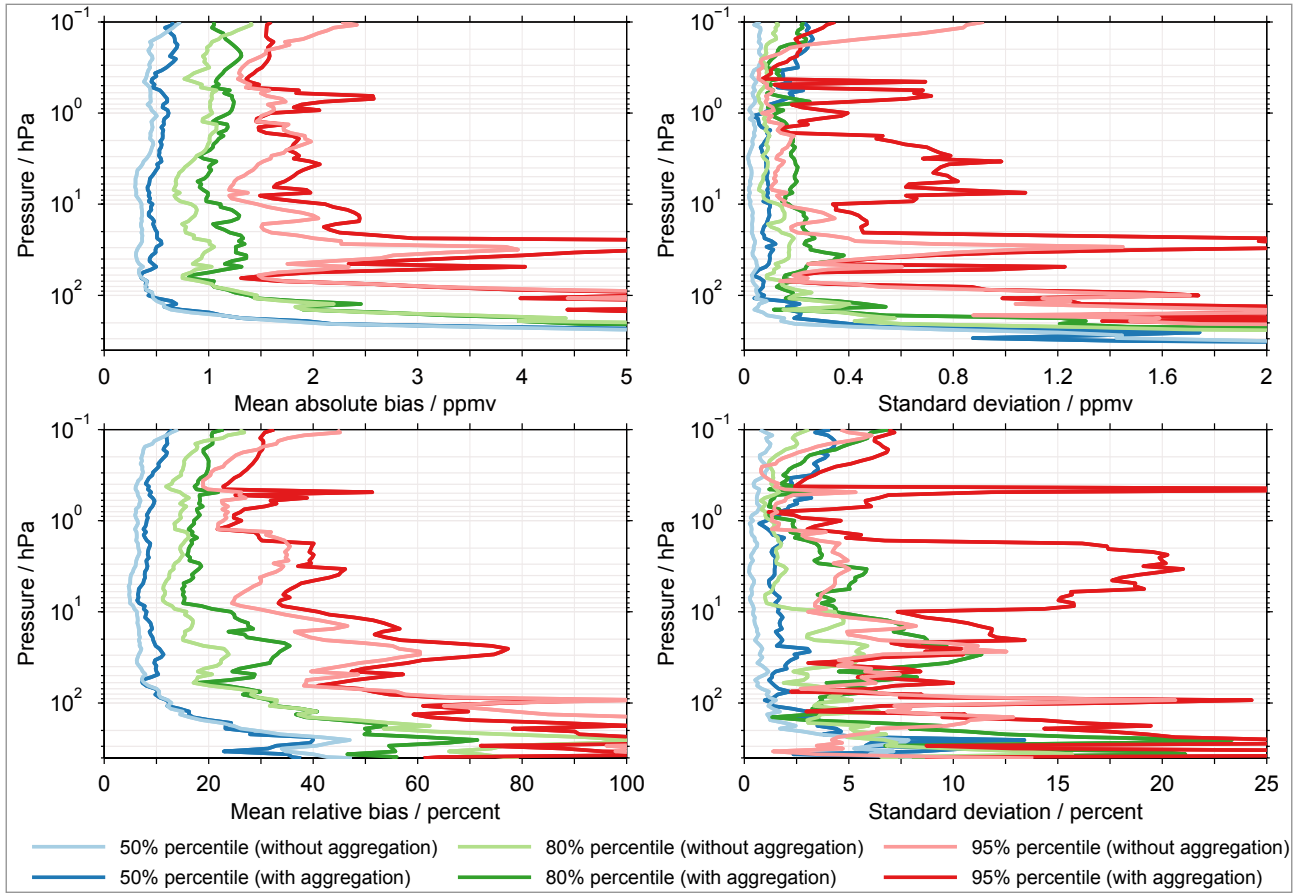 10⁻¹
10⁰
10¹
10²
Pressure / hPa
0 1 2 3 4 5
Mean absolute bias / ppmv
10⁻¹
10⁰
10¹
10²
Pressure / hPa
0 0.4 0.8 1.2 1.6 2
Standard deviation / ppmv
10⁻¹
10⁰
10¹
10²
Pressure / hPa
0 20 40 60 80 100
Mean relative bias / percent
10⁻¹
10⁰
10¹
10²
Pressure / hPa
0 5 10 15 20 25
Standard deviation / percent
50% percentile (without aggregation)
80% percentile (without aggregation)
95% percentile (without aggregation)
50% percentile (with aggregation)
80% percentile (with aggregation)
95% percentile (with aggregation)